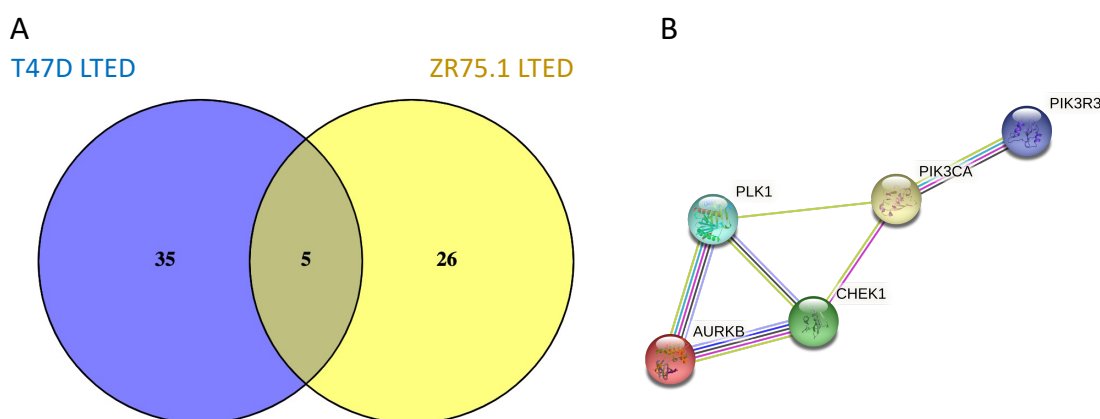 A
B
T47D LTED
ZR75.1 LTED
35
5
26
PIK3R3
PIK3CA
PLK1
CHEK1
AURKB